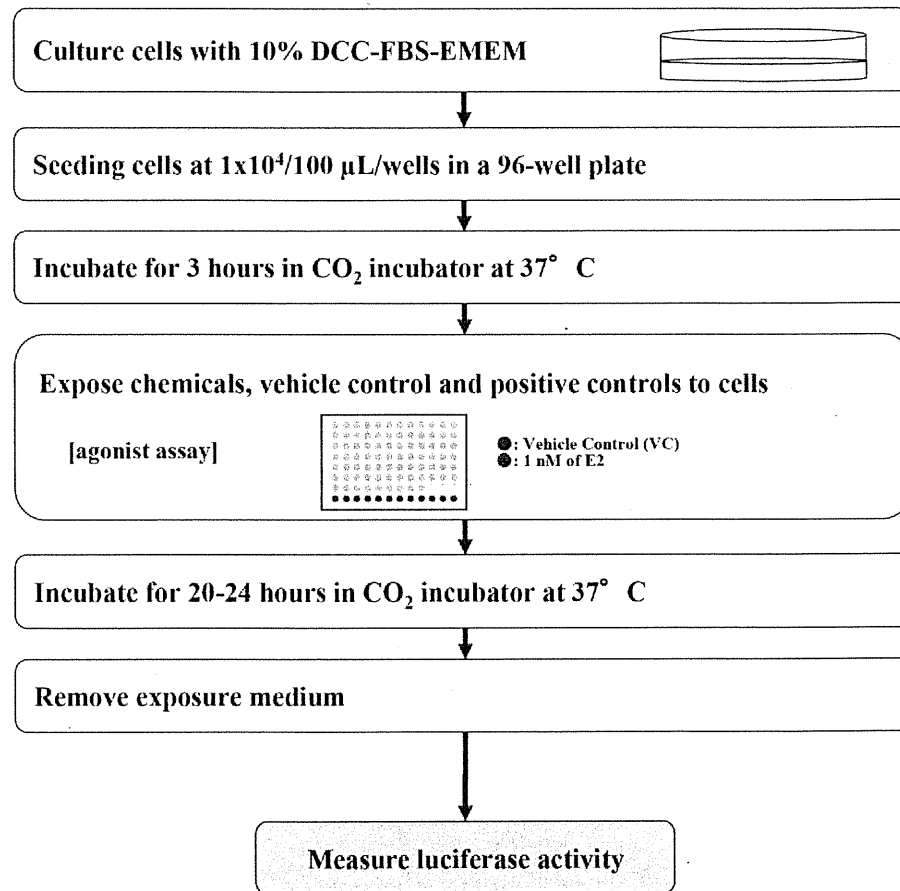 Culture cells with 10% DCC-FBS-EMEM
Seeding cells at 1x10⁴/100 µL/wells in a 96-well plate
Incubate for 3 hours in CO₂ incubator at 37° C
Expose chemicals, vehicle control and positive controls to cells
[agonist assay]
●: Vehicle Control (VC)
●: 1 nM of E2
Incubate for 20-24 hours in CO₂ incubator at 37° C
Remove exposure medium
Measure luciferase activity